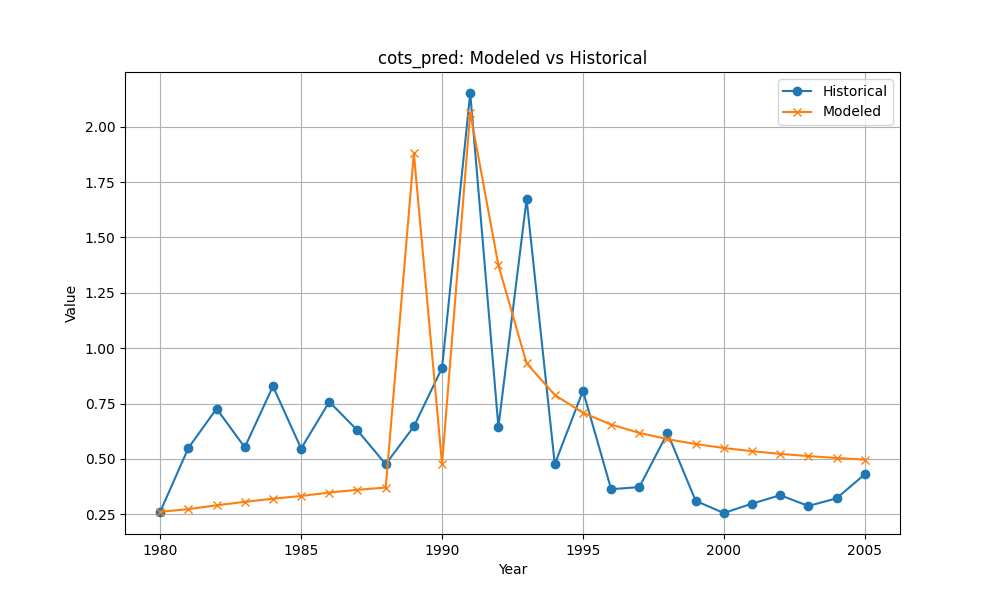 cots_pred: Modeled vs Historical
Historical
Modeled
Value
2.00
1.75
1.50
1.25
1.00
0.75
0.50
0.25
1980 1985 1990 1995 2000 2005
Year